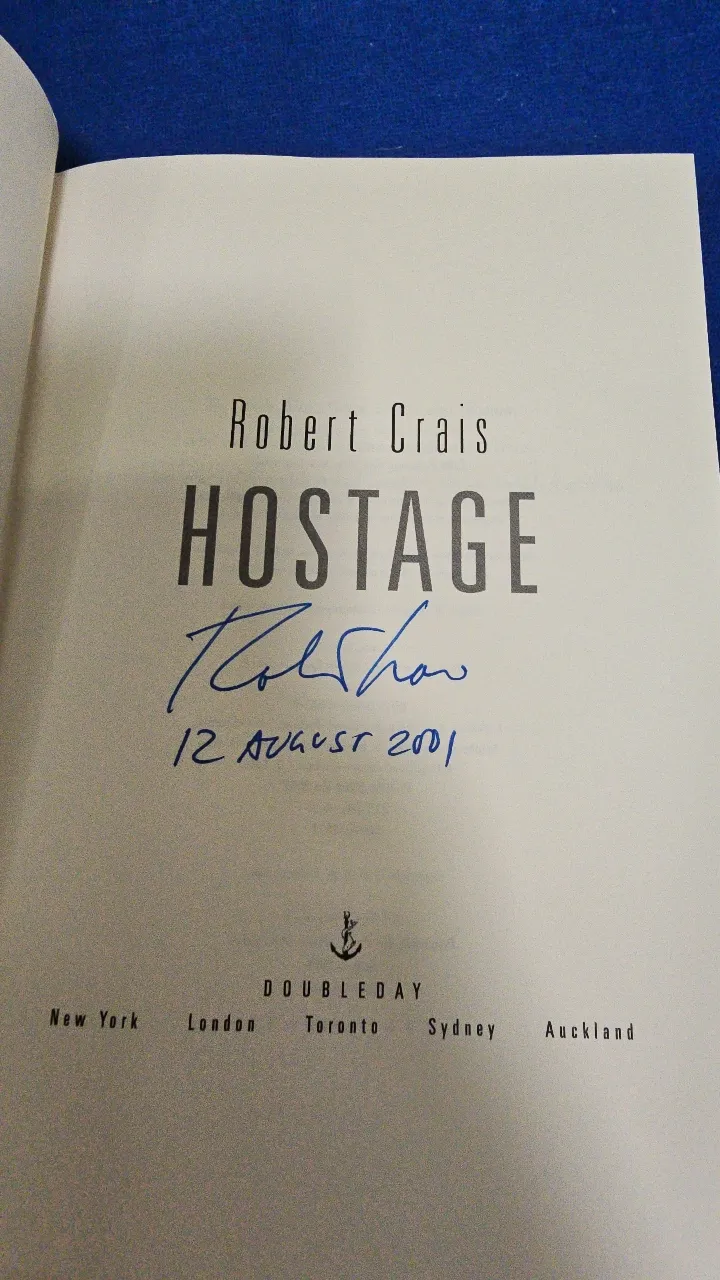 Robert Crais
HOSTAGE
12 AUGUST 2001
DOUBLEDAY
New York London Toronto Sydney Auckland